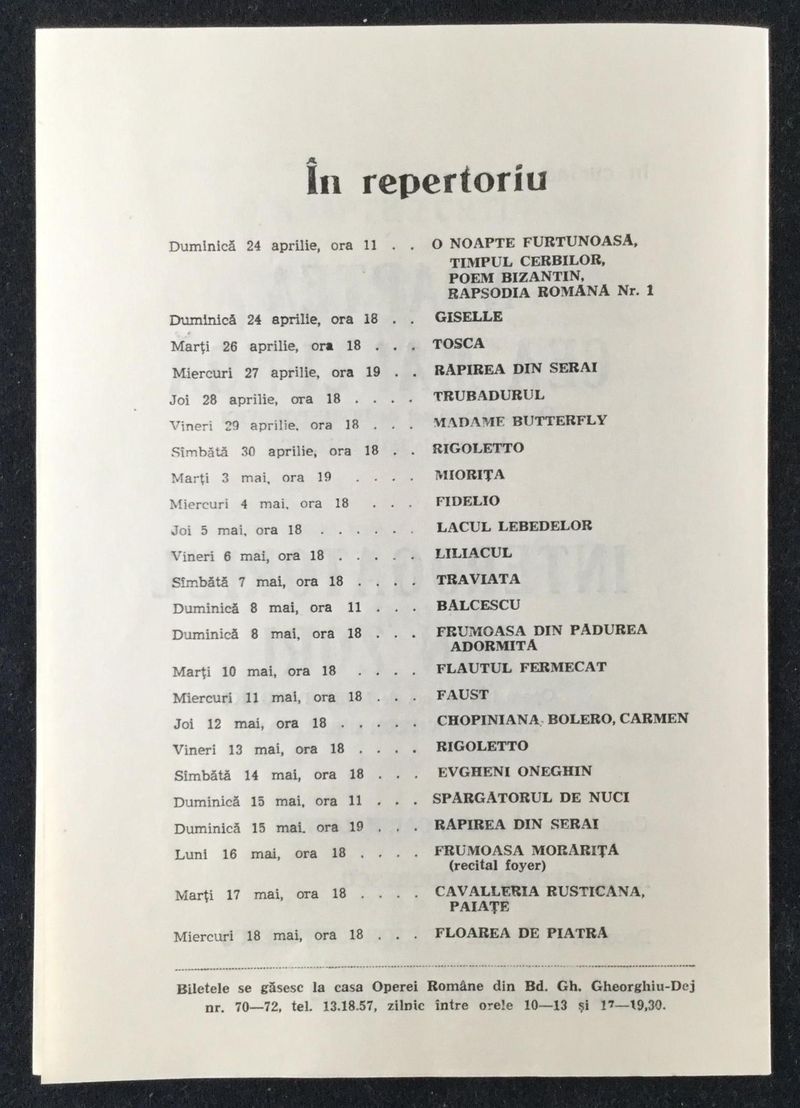 În repertoriu
Duminică 24 aprilie, ora 11 . . O NOAPTE FURTUNOASĂ,
TIMPUL CERBILOR,
POEM BIZANTIN,
RAPSODIA ROMÂNĂ Nr. 1
Duminică 24 aprilie, ora 18 . . GISELLE
Marți 26 aprilie, ora 18 . . . TOSCA
Miercuri 27 aprilie, ora 19 . . RĂPIREA DIN SERAI
Joi 28 aprilie, ora 18 . . . . TRUBADURUL
Vineri 29 aprilie, ora 18 . . . MADAME BUTTERFLY
Sîmbătă 30 aprilie, ora 18 . . RIGOLETTO
Marți 3 mai, ora 19 . . . . MIORIȚA
Miercuri 4 mai, ora 18 . . . FIDELIO
Joi 5 mai, ora 18 . . . . . . LACUL LEBEDELOR
Vineri 6 mai, ora 18 . . . . . LILIACUL
Sîmbătă 7 mai, ora 18 . . . . TRAVIATA
Duminică 8 mai, ora 11 . . . BĂLCESCU
Duminică 8 mai, ora 18 . . . FRUMOASA DIN PĂDUREA
ADORMITĂ
Marți 10 mai, ora 18 . . . . FLAUTUL FERMECAT
Miercuri 11 mai, ora 18 . . . FAUST
Joi 12 mai, ora 18 . . . . . CHOPINIANA, BOLERO, CARMEN
Vineri 13 mai, ora 18 . . . . RIGOLETTO
Sîmbătă 14 mai, ora 18 . . . EVGHENI ONEGHIN
Duminică 15 mai, ora 11 . . . SPĂRGĂTORUL DE NUCI
Duminică 15 mai, ora 19 . . . RĂPIREA DIN SERAI
Luni 16 mai, ora 18 . . . . FRUMOASA MORĂRIȚĂ
(recital foyer)
Marți 17 mai, ora 18 . . . . CAVALLERIA RUSTICANA,
PAIAȚE
Miercuri 18 mai, ora 18 . . . FLOAREA DE PIATRĂ
Biletele se găsesc la casa Operei Române din Bd. Gh. Gheorghiu-Dej
nr. 70—72, tel. 13.18.57, zilnic între orele 10—13 și 17—19,30.